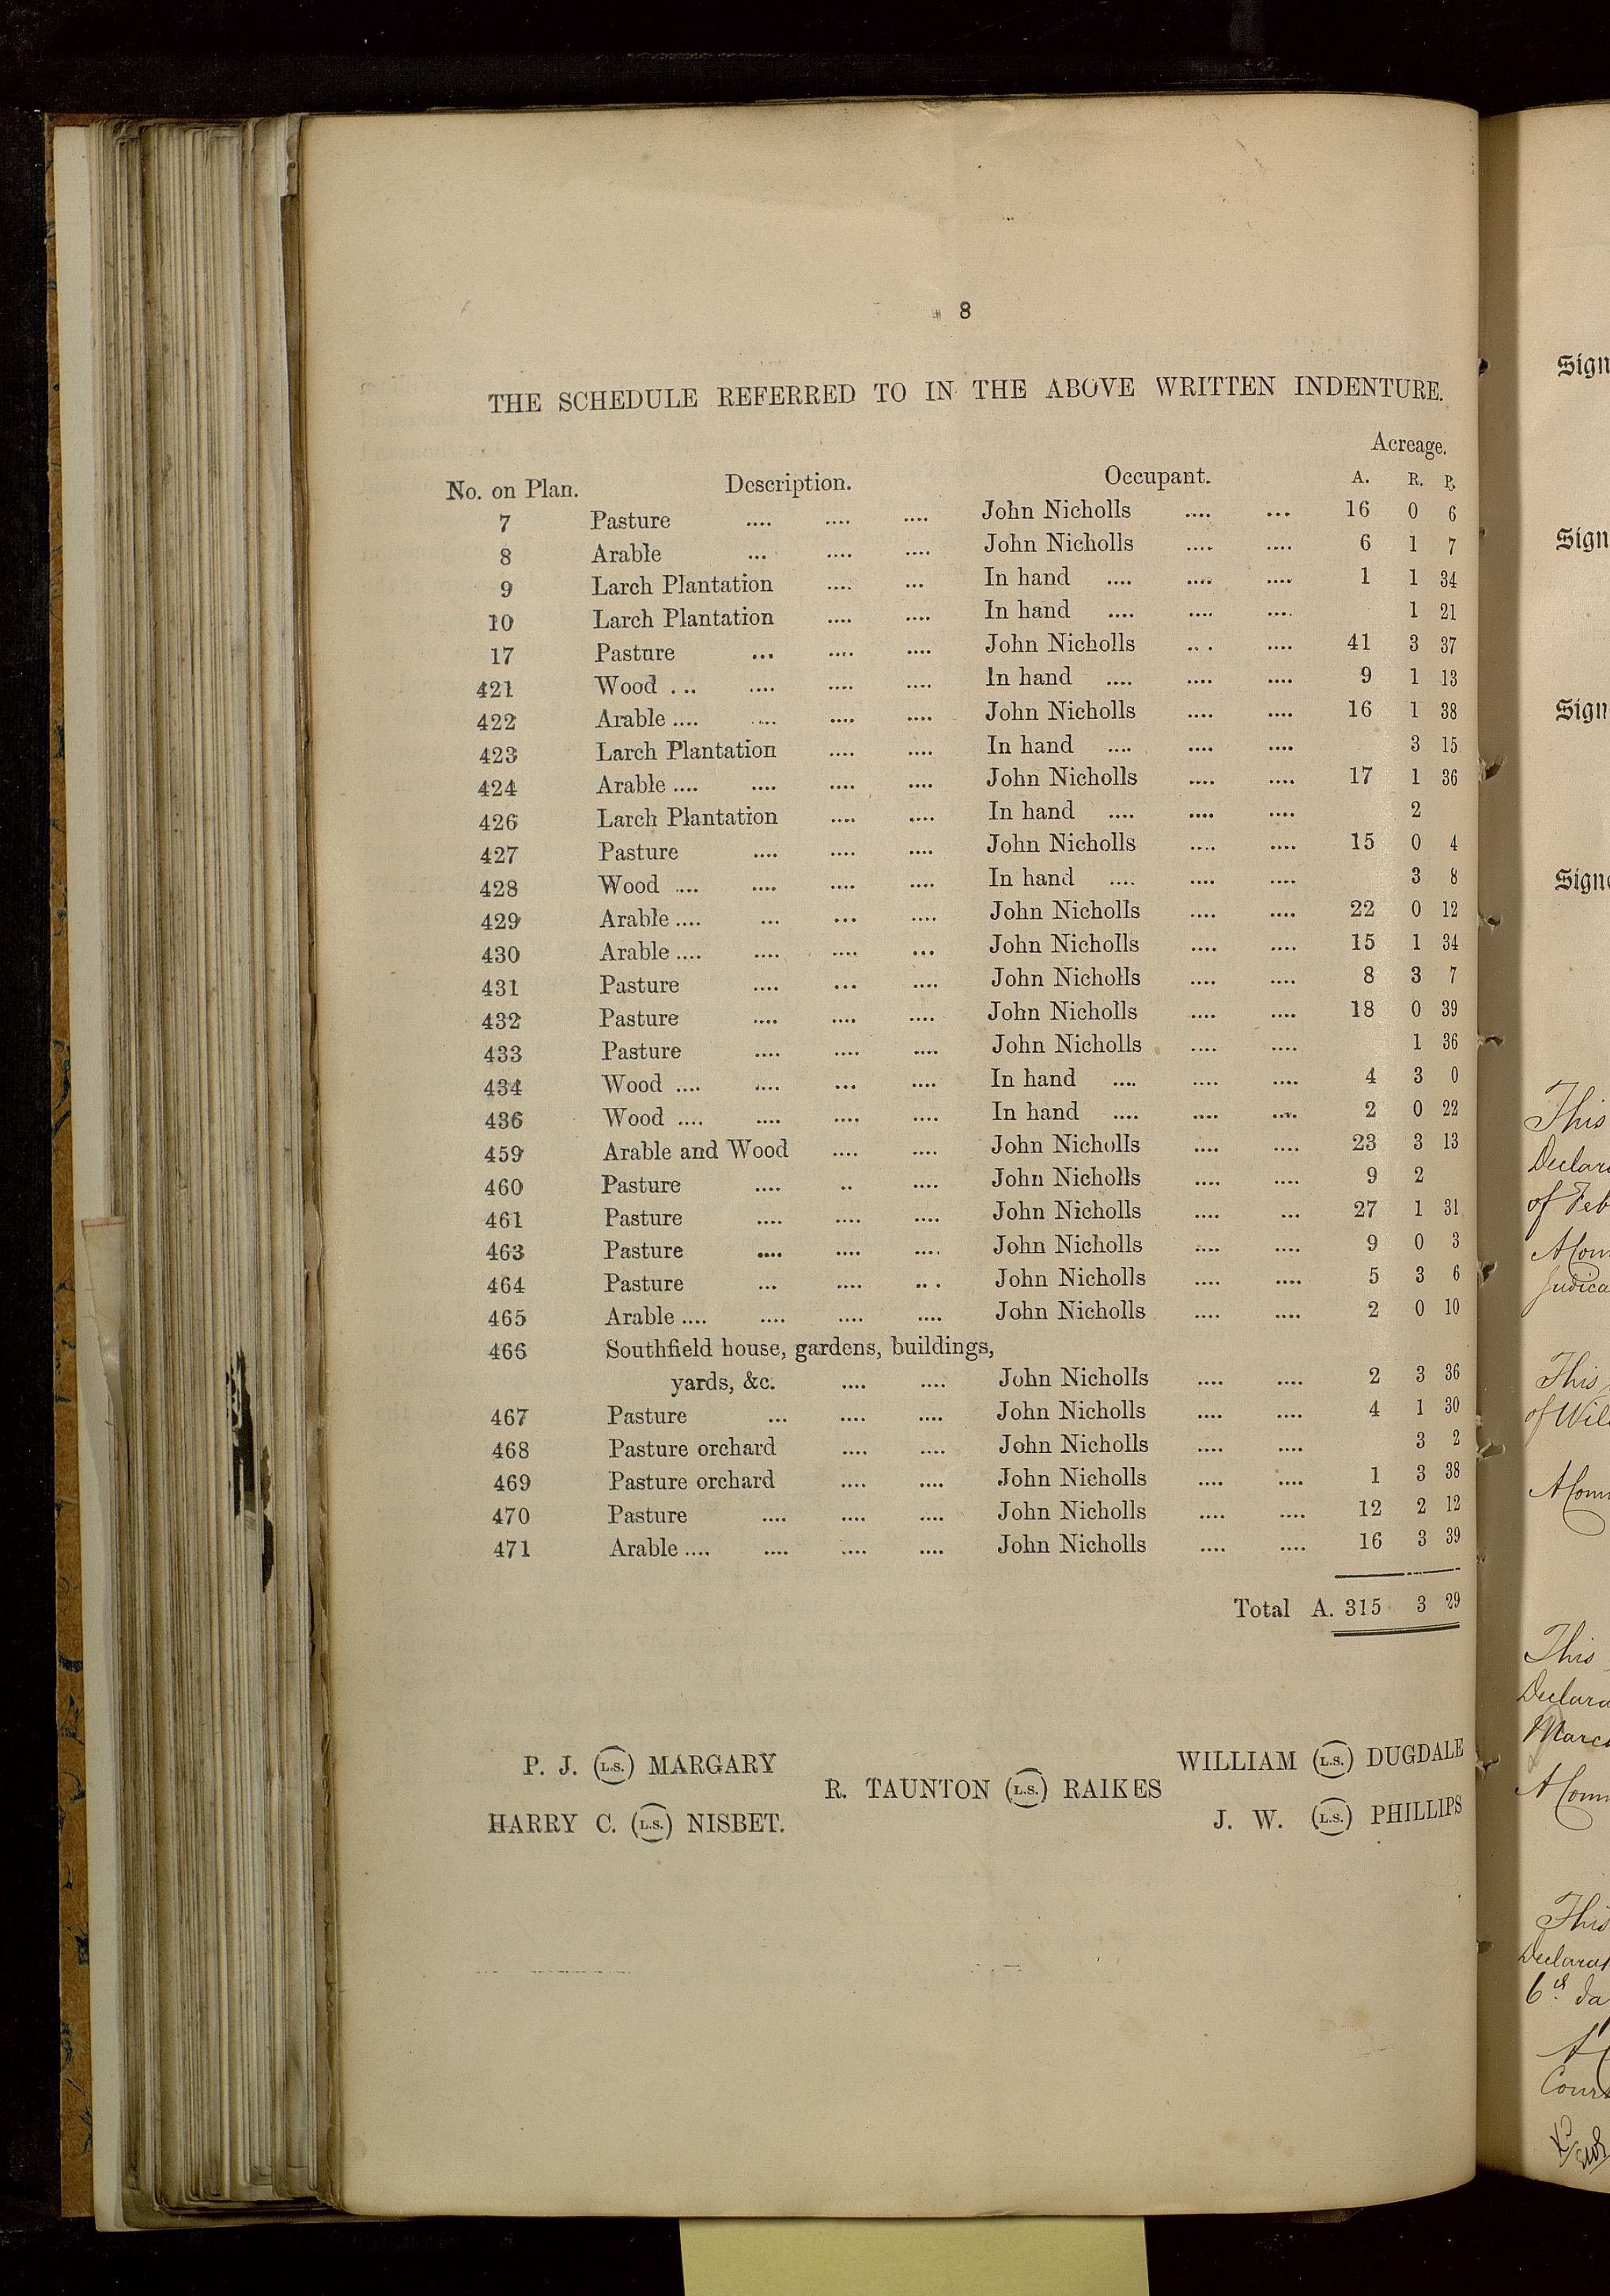 8
THE SCHEDULE REFERRED TO IN THE ABOVE WRITTEN INDENTURE.
Acreage.
No. on Plan. Description. Occupant. A. R. P.
7 Pasture .... .... .... John Nicholls .... ... 16 0 6
8 Arable ... .... .... John Nicholls .... .... 6 1 7
9 Larch Plantation .... ... In hand .... .... .... 1 1 34
10 Larch Plantation .... .... In hand .... .... .... 1 21
17 Pasture ... .... .... John Nicholls ... .... 41 3 37
421 Wood ... .... .... .... In hand .... .... .... 9 1 13
422 Arable .... .... .... .... John Nicholls .... .... 16 1 38
423 Larch Plantation .... .... In hand .... .... .... 3 15
424 Arable .... .... .... .... John Nicholls .... .... 17 1 36
426 Larch Plantation .... .... In hand .... .... .... 2
427 Pasture .... .... .... John Nicholls .... .... 15 0 4
428 Wood .... .... .... .... In hand .... .... .... 3 8
429 Arable .... ... ... .... John Nicholls .... .... 22 0 12
430 Arable .... .... .... ... John Nicholls .... .... 15 1 34
431 Pasture .... ... .... John Nicholls .... .... 8 3 7
432 Pasture .... .... .... John Nicholls .... .... 18 0 39
433 Pasture .... .... .... John Nicholls .... .... 1 36
434 Wood .... .... ... .... In hand .... .... .... 4 3 0
436 Wood .... .... .... .... In hand .... .... .... 2 0 22
459 Arable and Wood .... .... John Nicholls .... .... 23 3 13
460 Pasture .... .. .... John Nicholls .... .... 9 2
461 Pasture .... .... .... John Nicholls .... ... 27 1 31
463 Pasture .... .... .... John Nicholls .... .... 9 0 3
464 Pasture ... .... ... John Nicholls .... .... 5 3 6
465 Arable .... .... .... .... John Nicholls .... .... 2 0 10
466 Southfield house, gardens, buildings,
yards, &c. .... .... John Nicholls .... .... 2 3 36
467 Pasture ... .... .... John Nicholls .... .... 4 1 30
468 Pasture orchard .... .... John Nicholls .... .... 3 2
469 Pasture orchard .... .... John Nicholls .... .... 1 3 38
470 Pasture .... .... .... John Nicholls .... .... 12 2 12
471 Arable .... .... .... .... John Nicholls .... .... 16 3 39
Total A. 315 3 29
P. J. (L.S.) MARGARY
HARRY C. (L.S.) NISBET.
R. TAUNTON (L.S.) RAIKES
WILLIAM (L.S.) DUGDALE
J. W. (L.S.) PHILLIPS
Sign
Sign
Sign
Signe
This
of Feb
This
of Wil
This
This